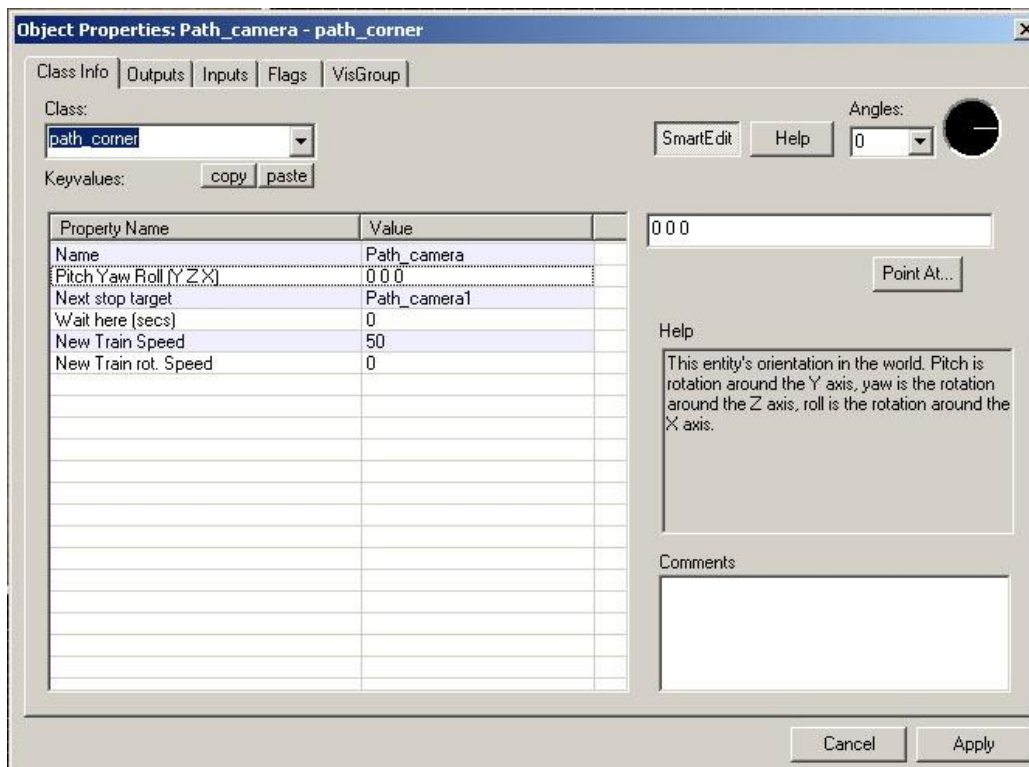 Object Properties: Path_camera - path_corner
Class Info Outputs Inputs Flags VisGroup
Class:
path_corner
Keyvalues:
copy paste
SmartEdit
Help
Angles:
0
Property Name Value
Name Path_camera
Pitch Yaw Roll (Y Z X) 0 0 0
Next stop target Path_camera1
Wait here (secs) 0
New Train Speed 50
New Train rot. Speed 0
0 0 0
Point At...
Help
This entity's orientation in the world. Pitch is
rotation around the Y axis, yaw is the rotation
around the Z axis, roll is the rotation around the
X axis.
Comments
Cancel Apply